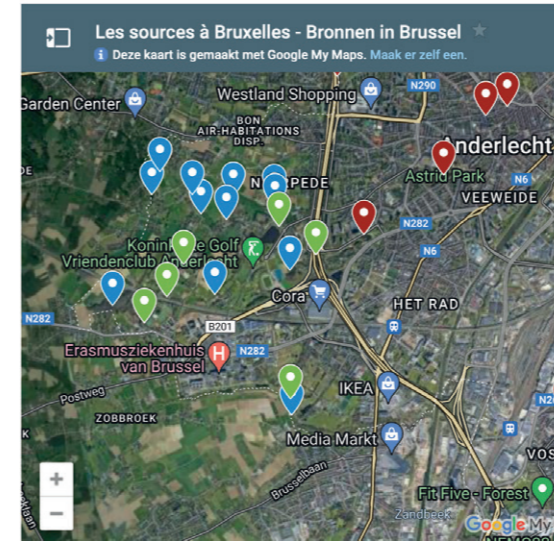 Les sources à Bruxelles - Bronnen in Brussel
Deze kaart is gemaakt met Google My Maps. Maak er zelf een.
Garden Center
Westland Shopping
N290
BON
AIR-HABITATIONS
DISP.
Anderlecht
Astrid Park
N6
VEEWEIDE
N282
N6
Koninklijke Golf
Vriendenclub Anderlecht
Cora
HET RAD
N282
B201
N282
Erasmusziekenhuis
van Brussel
H
Postweg
IKEA
ZOBBROEK
Media Markt
Brusselbaan
Fit Five - Forest
Zandbeek
Google My
+
−